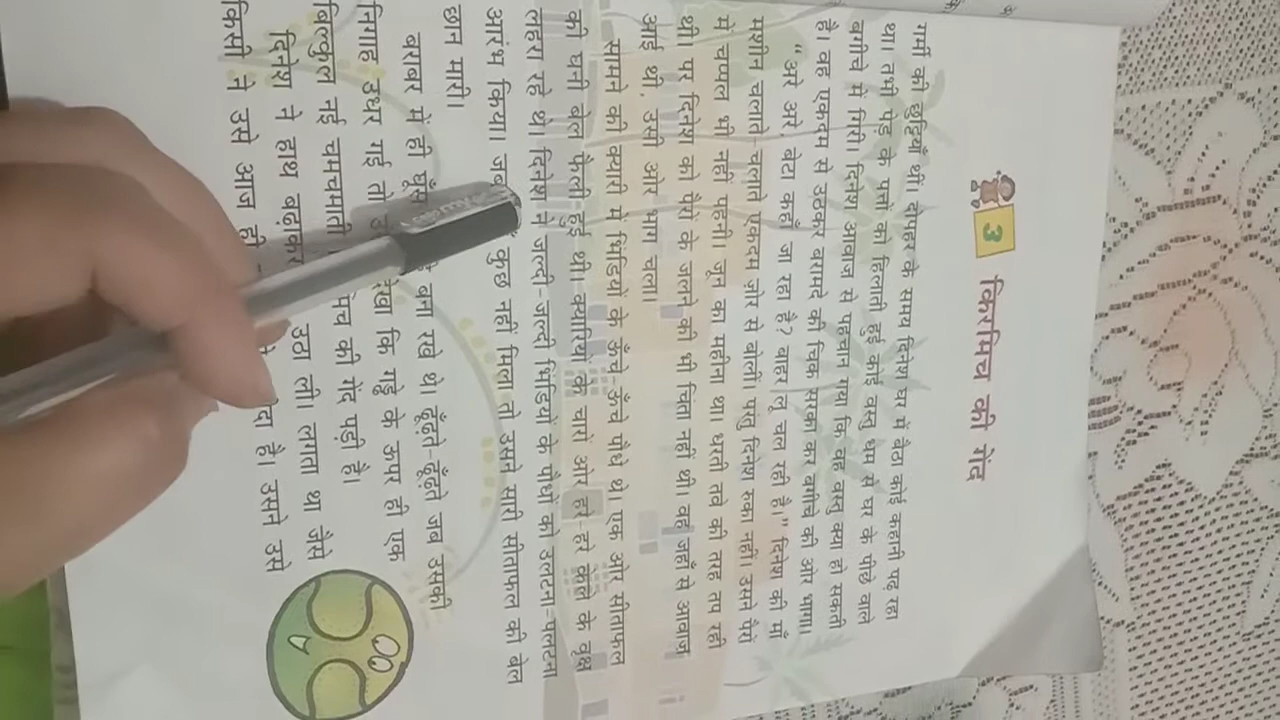 3
किरमिच की गेंद
गर्मी की छुट्टियाँ थीं। दोपहर के समय दिनेश घर में बैठा कोई कहानी पढ़ रहा
था। तभी पेड़ के पत्तों को हिलाती हुई कोई वस्तु धम से घर के पीछे वाले
बगीचे में गिरी। दिनेश आवाज़ से पहचान गया कि वह वस्तु क्या हो सकती
है। वह एकदम से उठकर बरामदे की चिक सरका कर बगीचे की ओर भागा।
“अरे अरे, बेटा कहाँ जा रहा है? बाहर लू चल रही है।” दिनेश की माँ
मशीन चलाते-चलाते एकदम ज़ोर से बोलीं। परंतु दिनेश रुका नहीं। उसने पैरों
में चप्पल भी नहीं पहनी। जून का महीना था। धरती तवे की तरह तप रही
थी। पर दिनेश को पैरों के जलने की भी चिंता नहीं थी। वह जहाँ से आवाज़
आई थी, उसी ओर भाग चला।
सामने की क्यारी में भिंडियों के ऊँचे-ऊँचे पौधे थे। एक ओर सीताफल
की घनी बेल फैली हुई थी। क्यारियों के चारों ओर हरे-हरे केले के वृक्ष
लहरा रहे थे। दिनेश ने जल्दी-जल्दी भिंडियों के पौधों को उलटना-पलटना
आरंभ किया। कुछ नहीं मिला तो उसने सारी सीताफल की बेल
छान मारी।
बराबर में ही बना रखे थे। ढूँढ़ते-ढूँढ़ते जब उसकी
निगाह उधर गई तो कि गड्ढे के ऊपर ही एक
बिल्कुल नई चमचमाती की गेंद पड़ी है।
दिनेश ने हाथ बढ़ाकर उठा ली। लगता था जैसे
किसी ने उसे आज ही है। उसने उसे